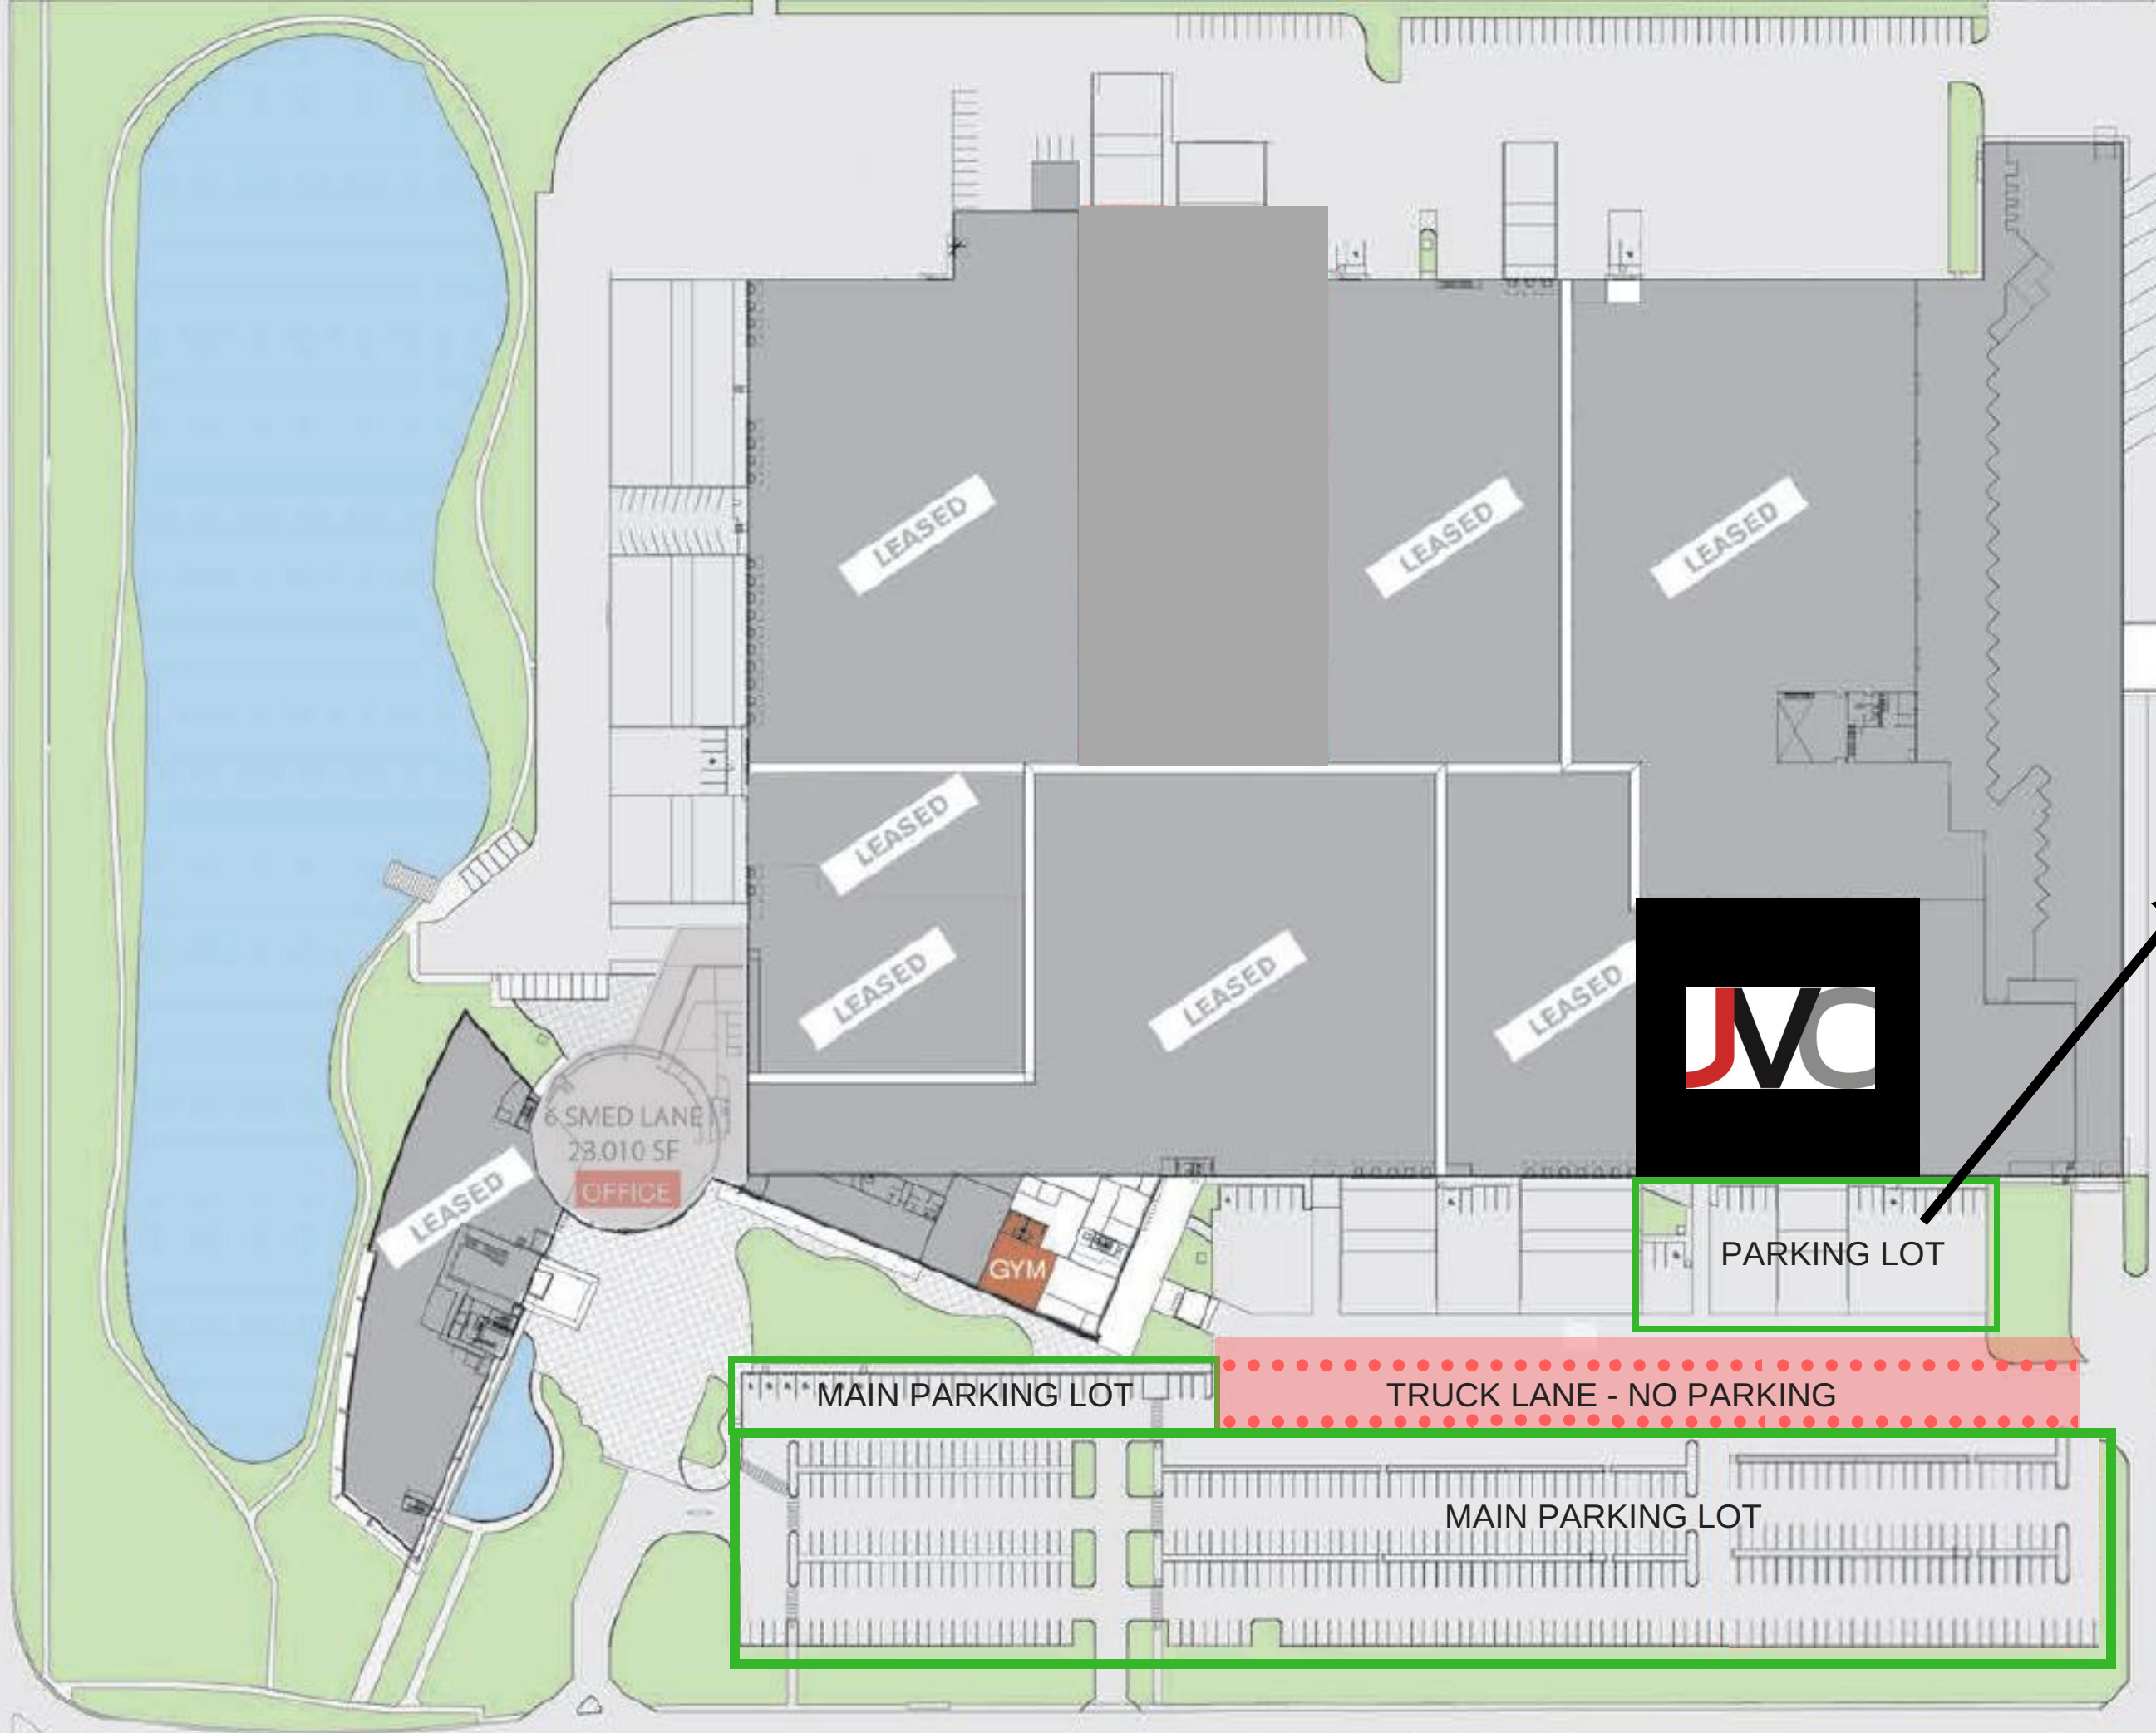 LEASED
LEASED
LEASED
LEASED
LEASED
LEASED
LEASED
JVC
6 SMED LANE
23,010 SF
OFFICE
LEASED
GYM
PARKING LOT
MAIN PARKING LOT
TRUCK LANE - NO PARKING
MAIN PARKING LOT